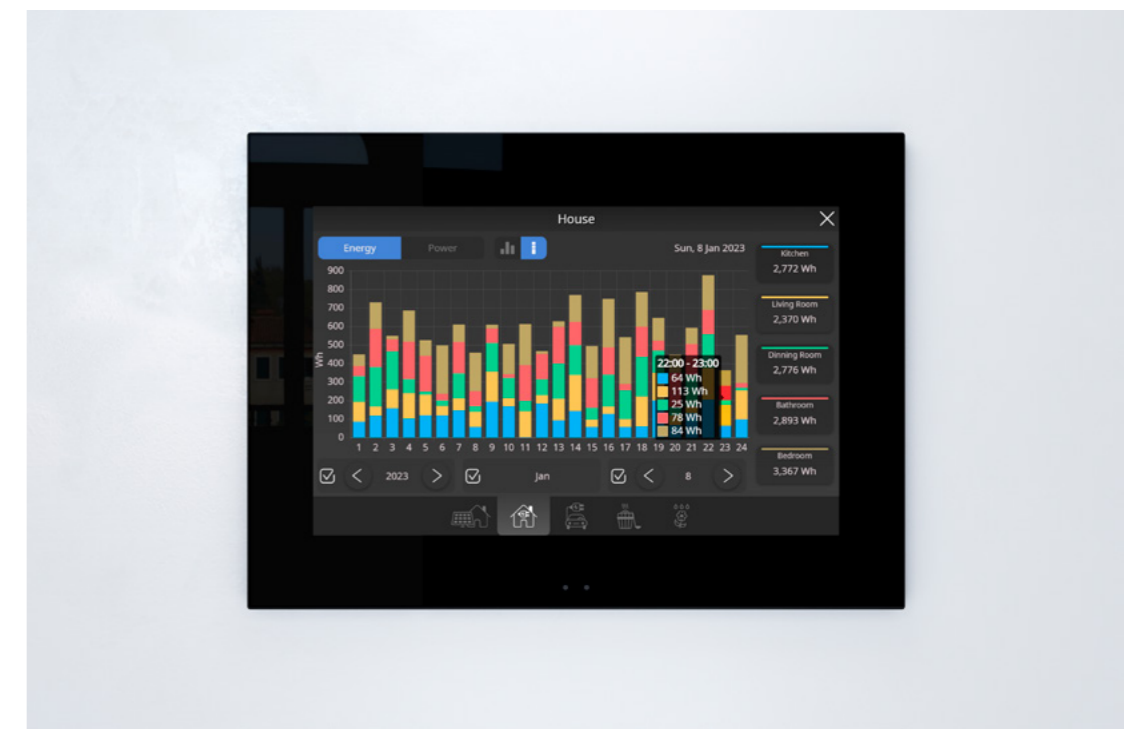 House
Energy
Power
Sun, 8 Jan 2023
Wh
900
800
700
600
500
400
300
200
100
0
1 2 3 4 5 6 7 8 9 10 11 12 13 14 15 16 17 18 19 20 21 22 23 24
22:00 - 23:00
64 Wh
113 Wh
25 Wh
78 Wh
84 Wh
Kitchen
2,772 Wh
Living Room
2,370 Wh
Dinning Room
2,776 Wh
Bathroom
2,893 Wh
Bedroom
3,367 Wh
2023
Jan
8